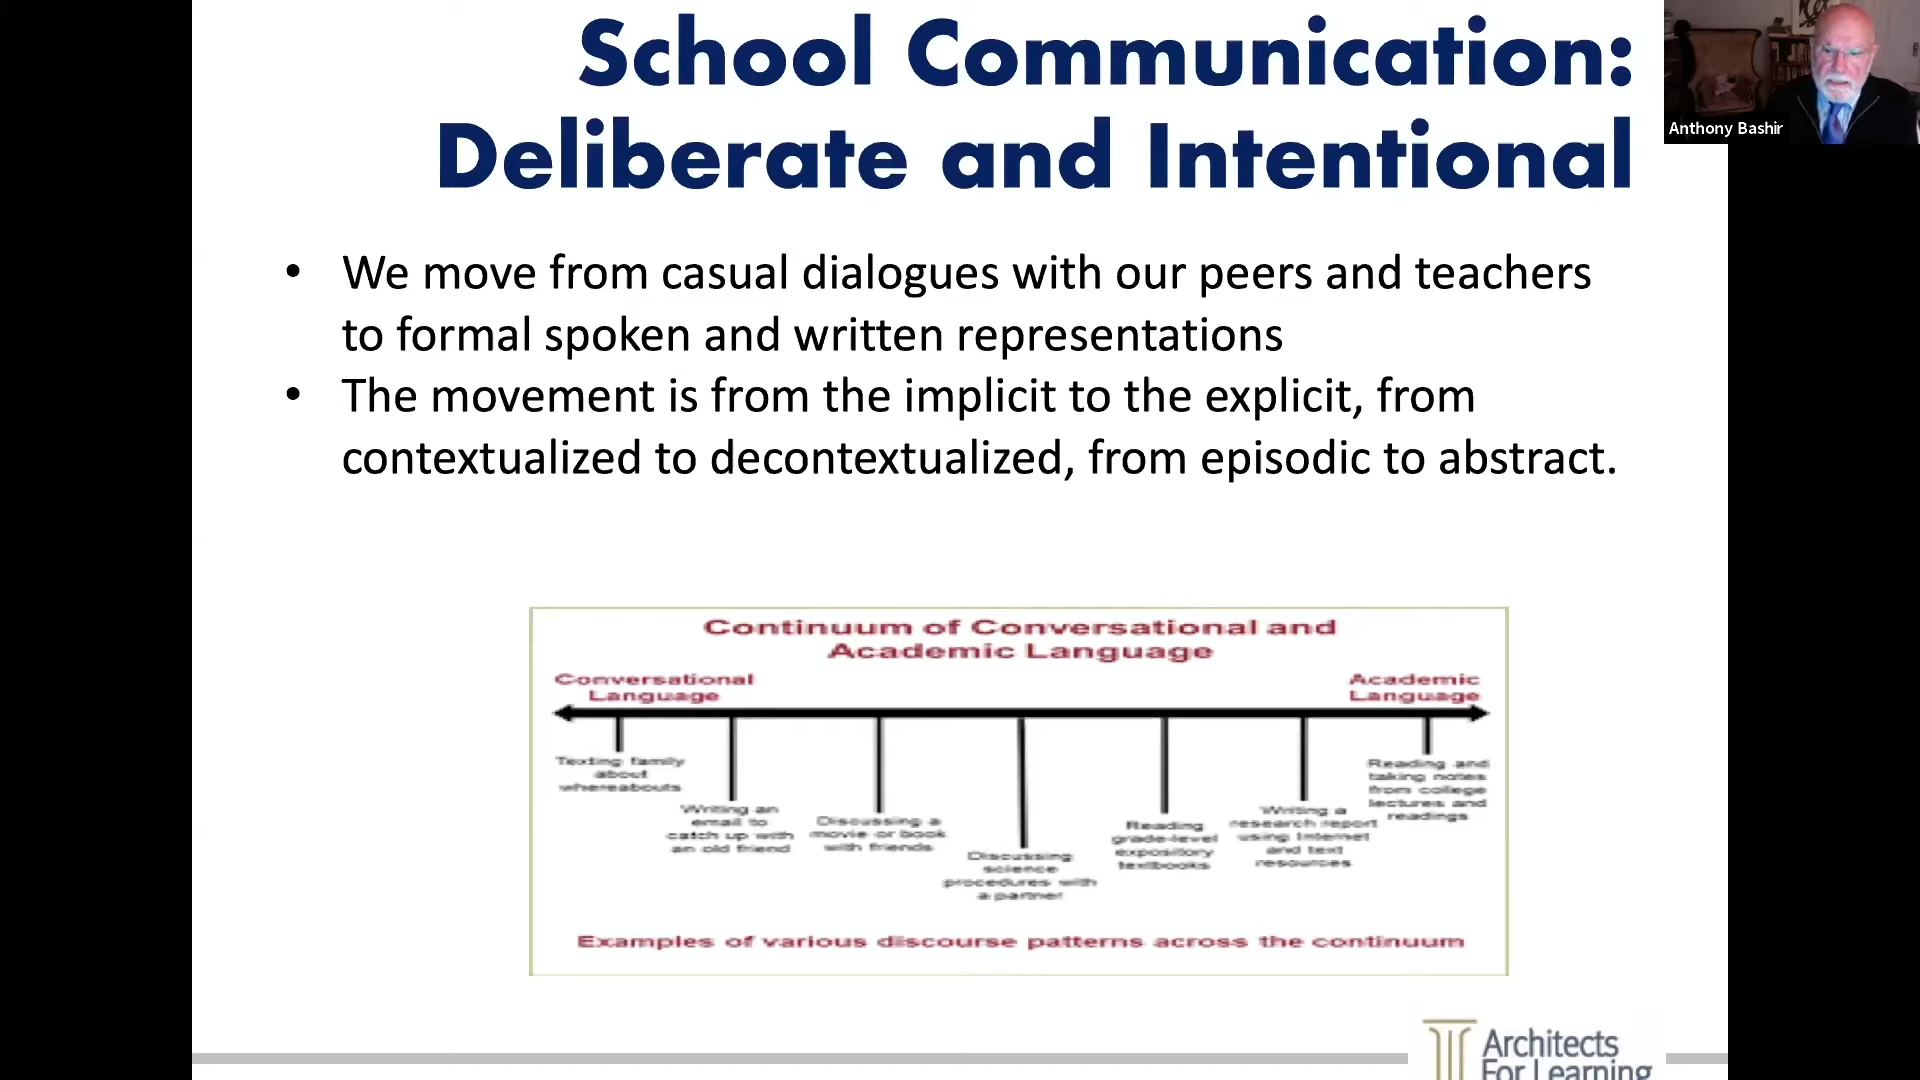 School Communication:
Deliberate and Intentional
Anthony Bashir
• We move from casual dialogues with our peers and teachers
to formal spoken and written representations
• The movement is from the implicit to the explicit, from
contextualized to decontextualized, from episodic to abstract.
Continuum of Conversational and
Academic Language
Conversational
Language
Academic
Language
Texting family
about
whereabouts
Writing an
email to
catch up with
an old friend
Discussing a
movie or book
with friends
Discussing
science
procedures with
a partner
Reading
grade-level
expository
textbooks
Writing a
research report
using Internet
and text
resources
Reading and
taking notes
from college
lectures and
readings
Examples of various discourse patterns across the continuum
Architects
For Learning